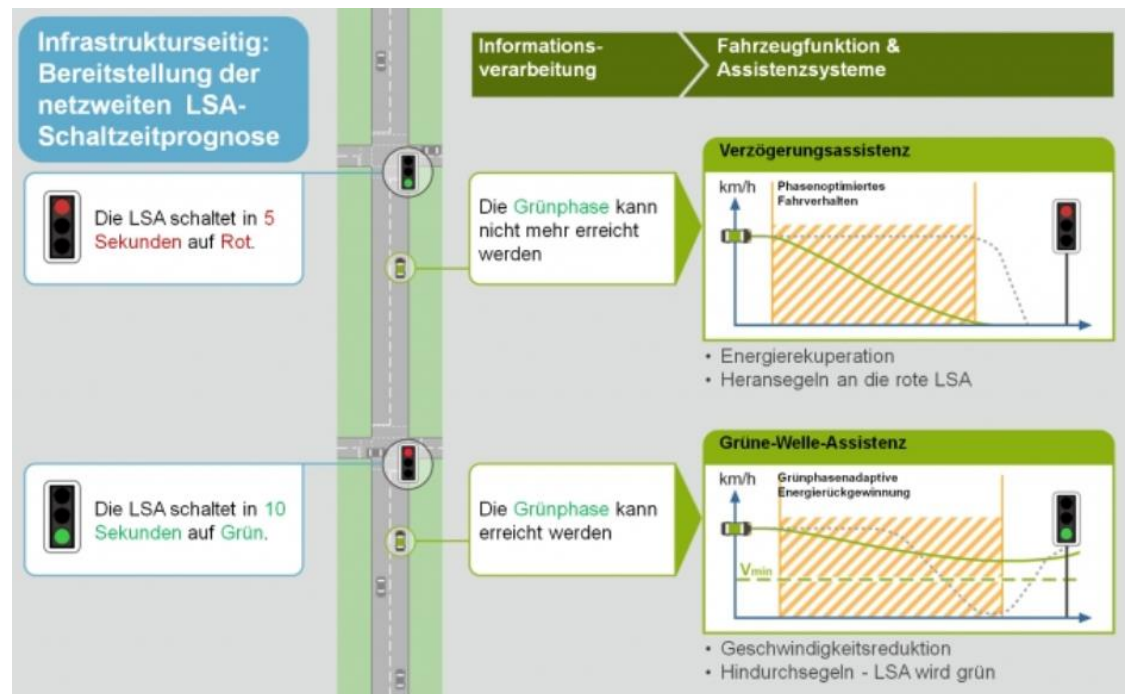 Infrastrukturseitig:
Bereitstellung der
netzweiten LSA-
Schaltzeitprognose
Informations-
verarbeitung
Fahrzeugfunktion &
Assistenzsysteme
Die LSA schaltet in 5
Sekunden auf Rot.
Die Grünphase kann
nicht mehr erreicht
werden
Verzögerungsassistenz
km/h
Phasenoptimiertes
Fahrverhalten
• Energierekuperation
• Heransegeln an die rote LSA
Die LSA schaltet in 10
Sekunden auf Grün.
Die Grünphase kann
erreicht werden
Grüne-Welle-Assistenz
km/h
Grünphasenadaptive
Energierückgewinnung
Vmin
• Geschwindigkeitsreduktion
• Hindurchsegeln - LSA wird grün